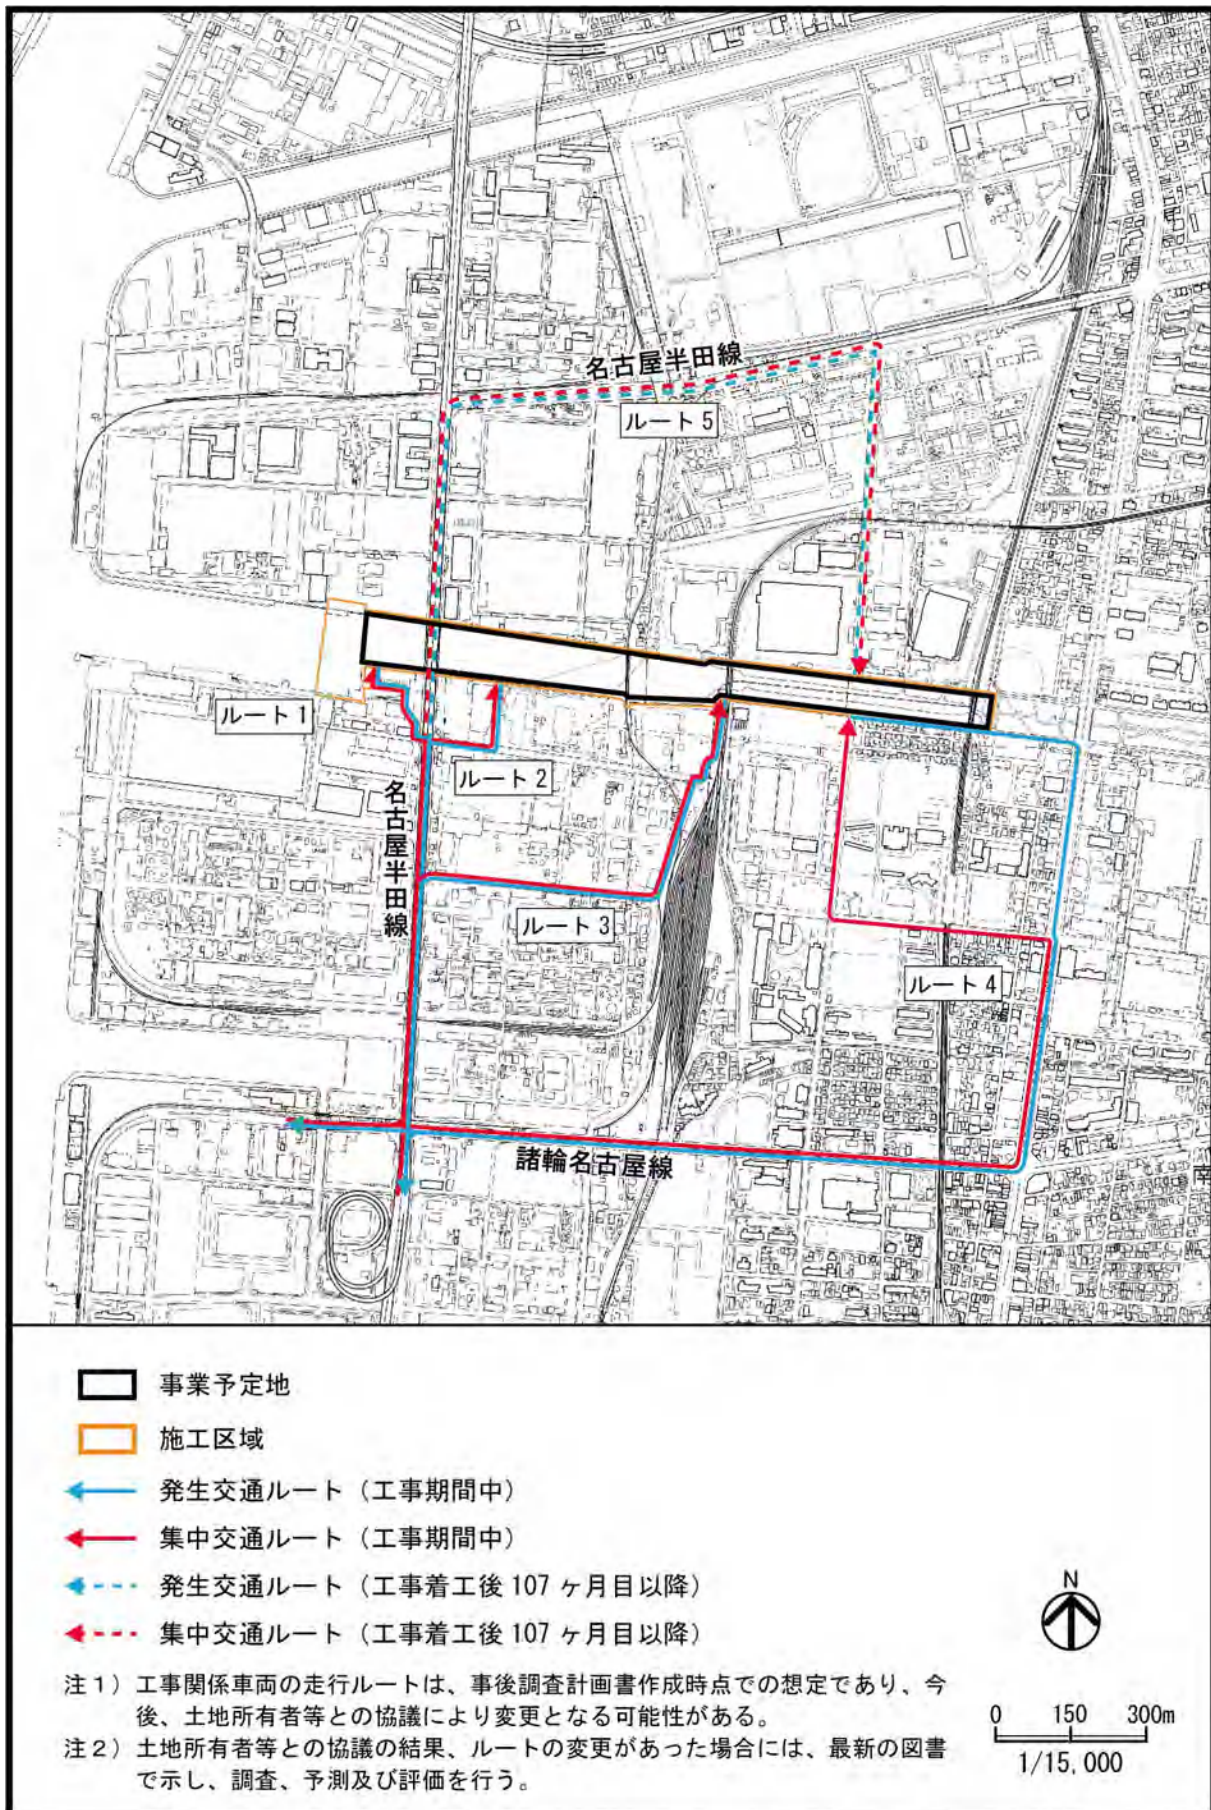 名古屋半田線
ルート 5
ルート 1
ルート 2
名古屋半田線
ルート 3
ルート 4
諸輪名古屋線
南
事業予定地
施工区域
発生交通ルート（工事期間中）
集中交通ルート（工事期間中）
発生交通ルート（工事着工後 107 ヶ月目以降）
集中交通ルート（工事着工後 107 ヶ月目以降）
N
注１）工事関係車両の走行ルートは、事後調査計画書作成時点での想定であり、今
後、土地所有者等との協議により変更となる可能性がある。
注２）土地所有者等との協議の結果、ルートの変更があった場合には、最新の図書
で示し、調査、予測及び評価を行う。
0 150 300m
1/15,000